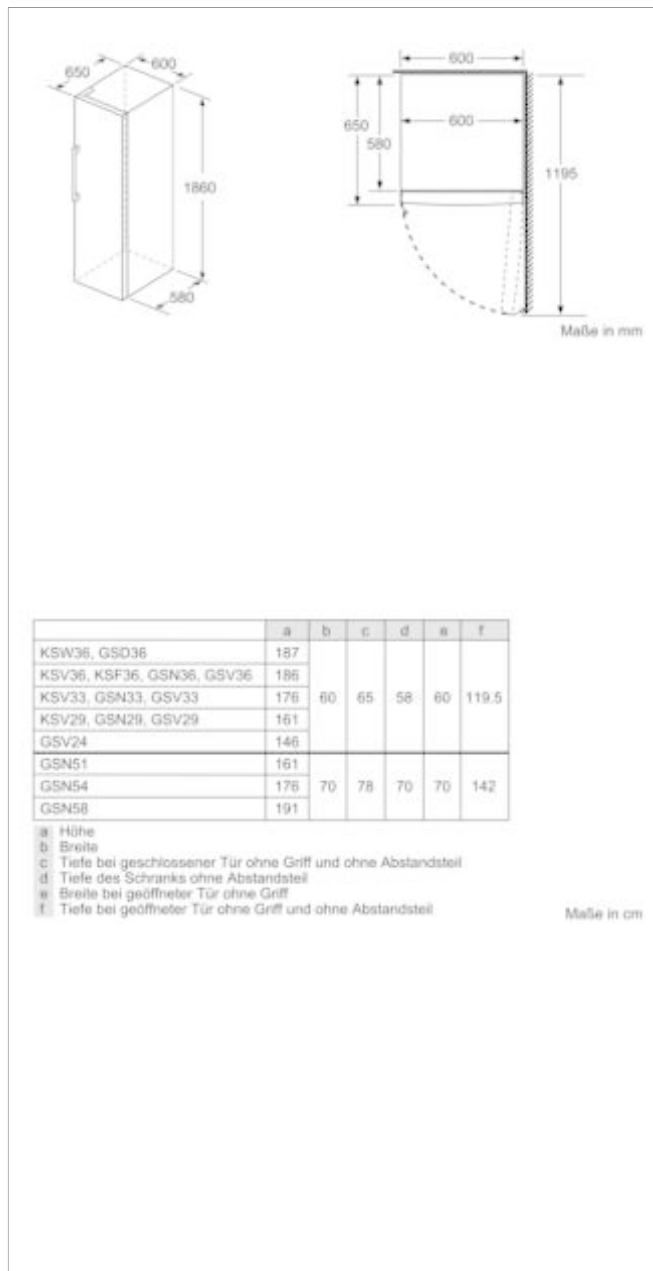 650
600
1860
580
600
650
580
600
1195
Maße in mm
a b c d e f
KSW36, GSD36 187
KSV36, KSF36, GSN36, GSV36 186
KSV33, GSN33, GSV33 176 60 65 58 60 119.5
KSV29, GSN29, GSV29 161
GSV24 146
GSN51 161
GSN54 176 70 78 70 70 142
GSN58 191
a Höhe
b Breite
c Tiefe bei geschlossener Tür ohne Griff und ohne Abstandsteil
d Tiefe des Schranks ohne Abstandsteil
e Breite bei geöffneter Tür ohne Griff
f Tiefe bei geöffneter Tür ohne Griff und ohne Abstandsteil
Maße in cm